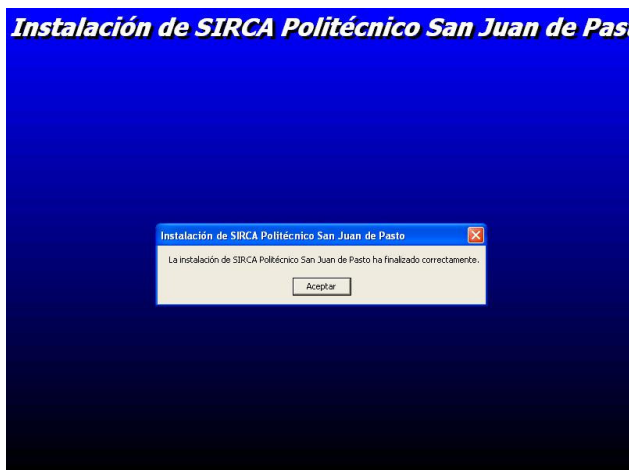 Instalación de SIRCA Politécnico San Juan de Past
Instalación de SIRCA Politécnico San Juan de Pasto
La instalación de SIRCA Politécnico San Juan de Pasto ha finalizado correctamente.
Aceptar